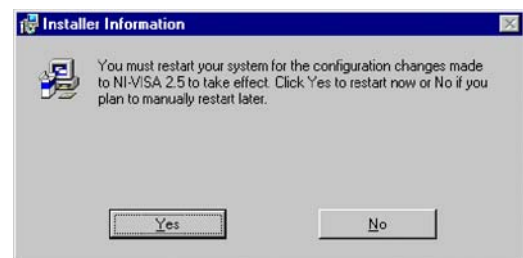 Installer Information
You must restart your system for the configuration changes made
to NI-VISA 2.5 to take effect. Click Yes to restart now or No if you
plan to manually restart later.
Yes
No